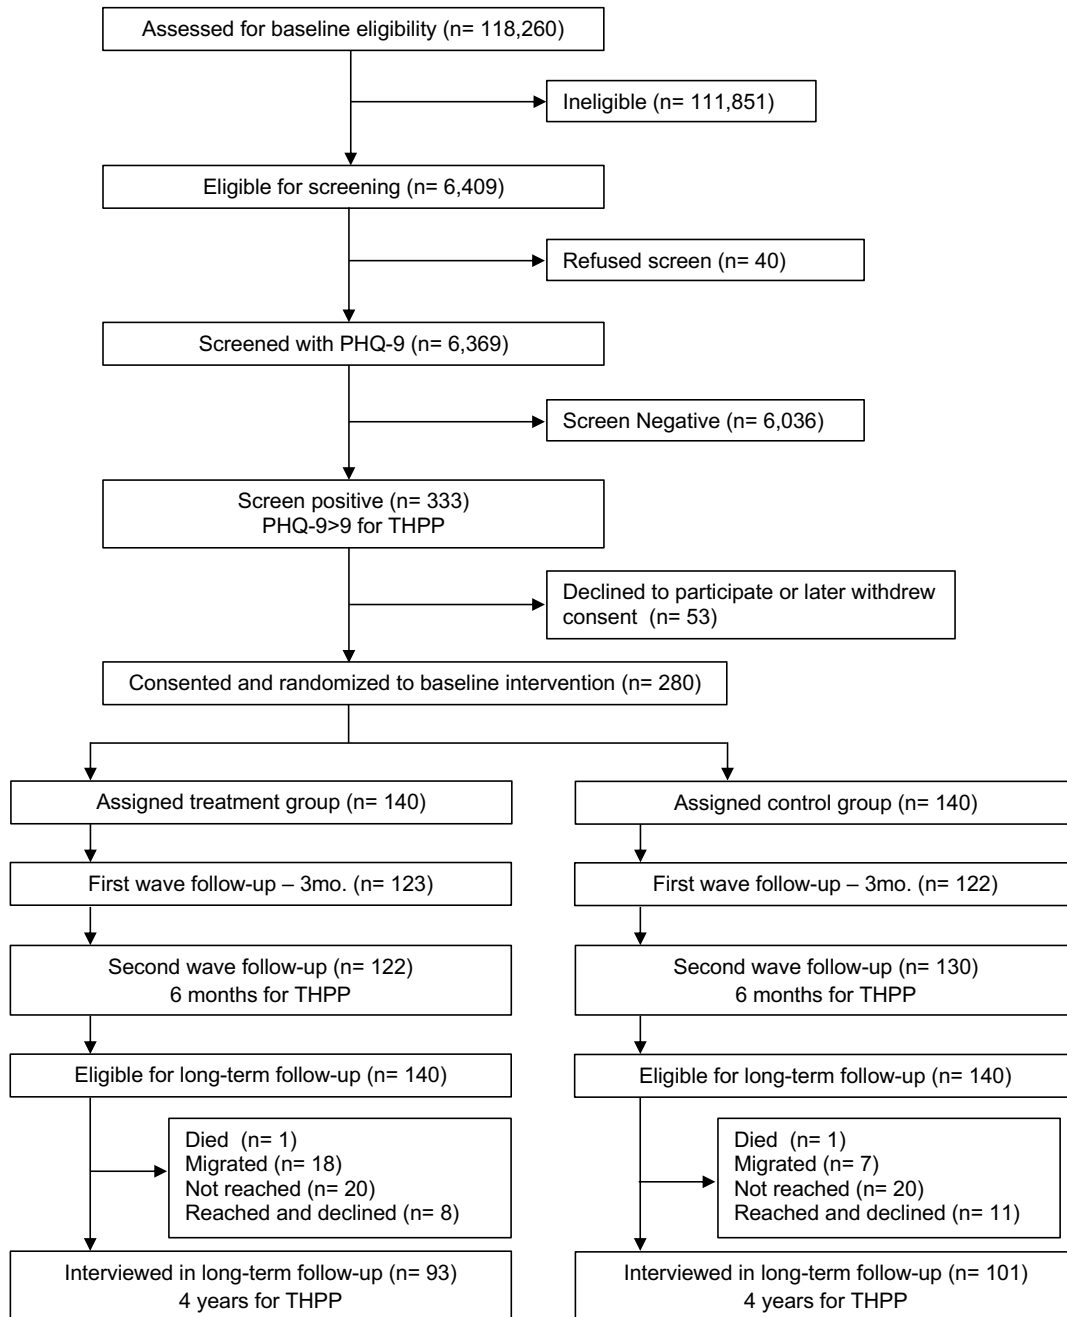 Assessed for baseline eligibility (n= 118,260)
Ineligible (n= 111,851)
Eligible for screening (n= 6,409)
Refused screen (n= 40)
Screened with PHQ-9 (n= 6,369)
Screen Negative (n= 6,036)
Screen positive (n= 333)
PHQ-9>9 for THPP
Declined to participate or later withdrew
consent  (n= 53)
Consented and randomized to baseline intervention (n= 280)
Assigned treatment group (n= 140)
First wave follow-up – 3mo. (n= 123)
Second wave follow-up (n= 122)
6 months for THPP
Eligible for long-term follow-up (n= 140)
Died  (n= 1)
Migrated (n= 18)
Not reached (n= 20)
Reached and declined (n= 8)
Interviewed in long-term follow-up (n= 93)
4 years for THPP
Assigned control group (n= 140)
First wave follow-up – 3mo. (n= 122)
Second wave follow-up (n= 130)
6 months for THPP
Eligible for long-term follow-up (n= 140)
Died  (n= 1)
Migrated (n= 7)
Not reached (n= 20)
Reached and declined (n= 11)
Interviewed in long-term follow-up (n= 101)
4 years for THPP